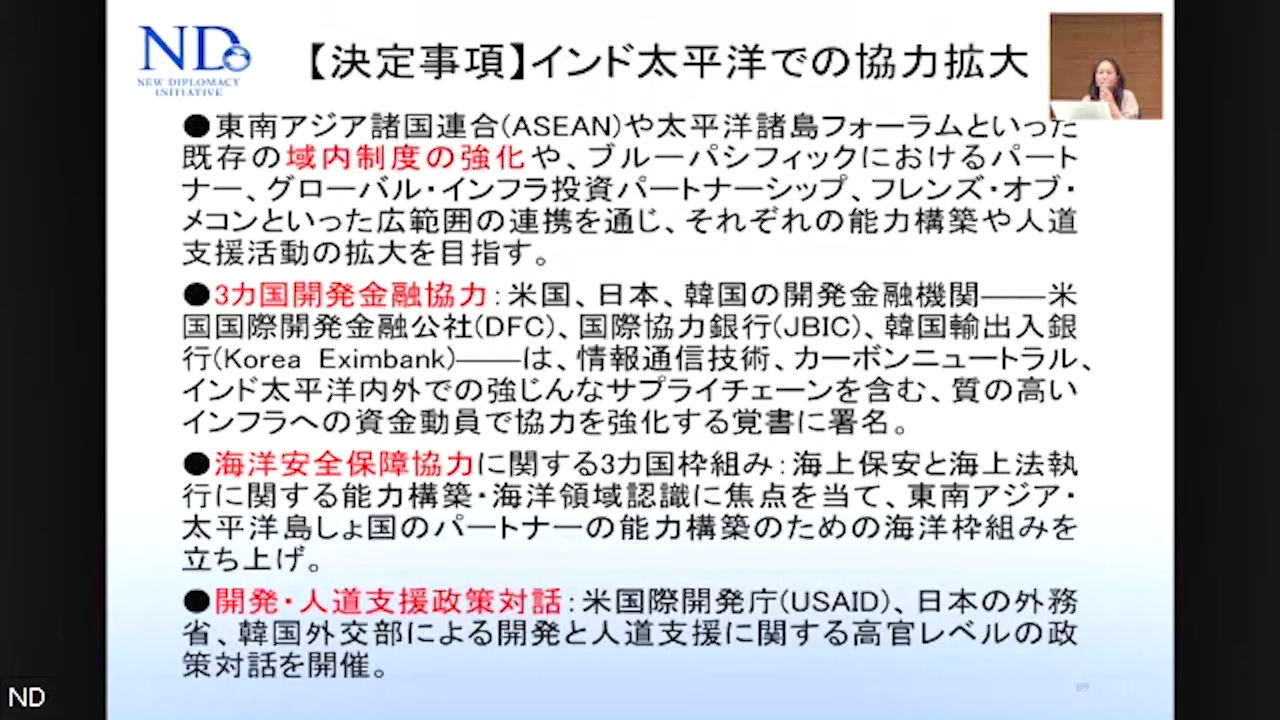 ND
NEW DIPLOMACY
INITIATIVE
【決定事項】インド太平洋での協力拡大
●東南アジア諸国連合(ASEAN)や太平洋諸島フォーラムといった
既存の域内制度の強化や、ブルーパシフィックにおけるパート
ナー、グローバル・インフラ投資パートナーシップ、フレンズ・オブ・
メコンといった広範囲の連携を通じ、それぞれの能力構築や人道
支援活動の拡大を目指す。
●3カ国開発金融協力：米国、日本、韓国の開発金融機関――米
国国際開発金融公社(DFC)、国際協力銀行(JBIC)、韓国輸出入銀
行(Korea Eximbank)――は、情報通信技術、カーボンニュートラル、
インド太平洋内外での強じんなサプライチェーンを含む、質の高い
インフラへの資金動員で協力を強化する覚書に署名。
●海洋安全保障協力に関する3カ国枠組み：海上保安と海上法執
行に関する能力構築・海洋領域認識に焦点を当て、東南アジア・
太平洋島しょ国のパートナーの能力構築のための海洋枠組みを
立ち上げ。
●開発・人道支援政策対話：米国際開発庁(USAID)、日本の外務
省、韓国外交部による開発と人道支援に関する高官レベルの政
策対話を開催。
ND